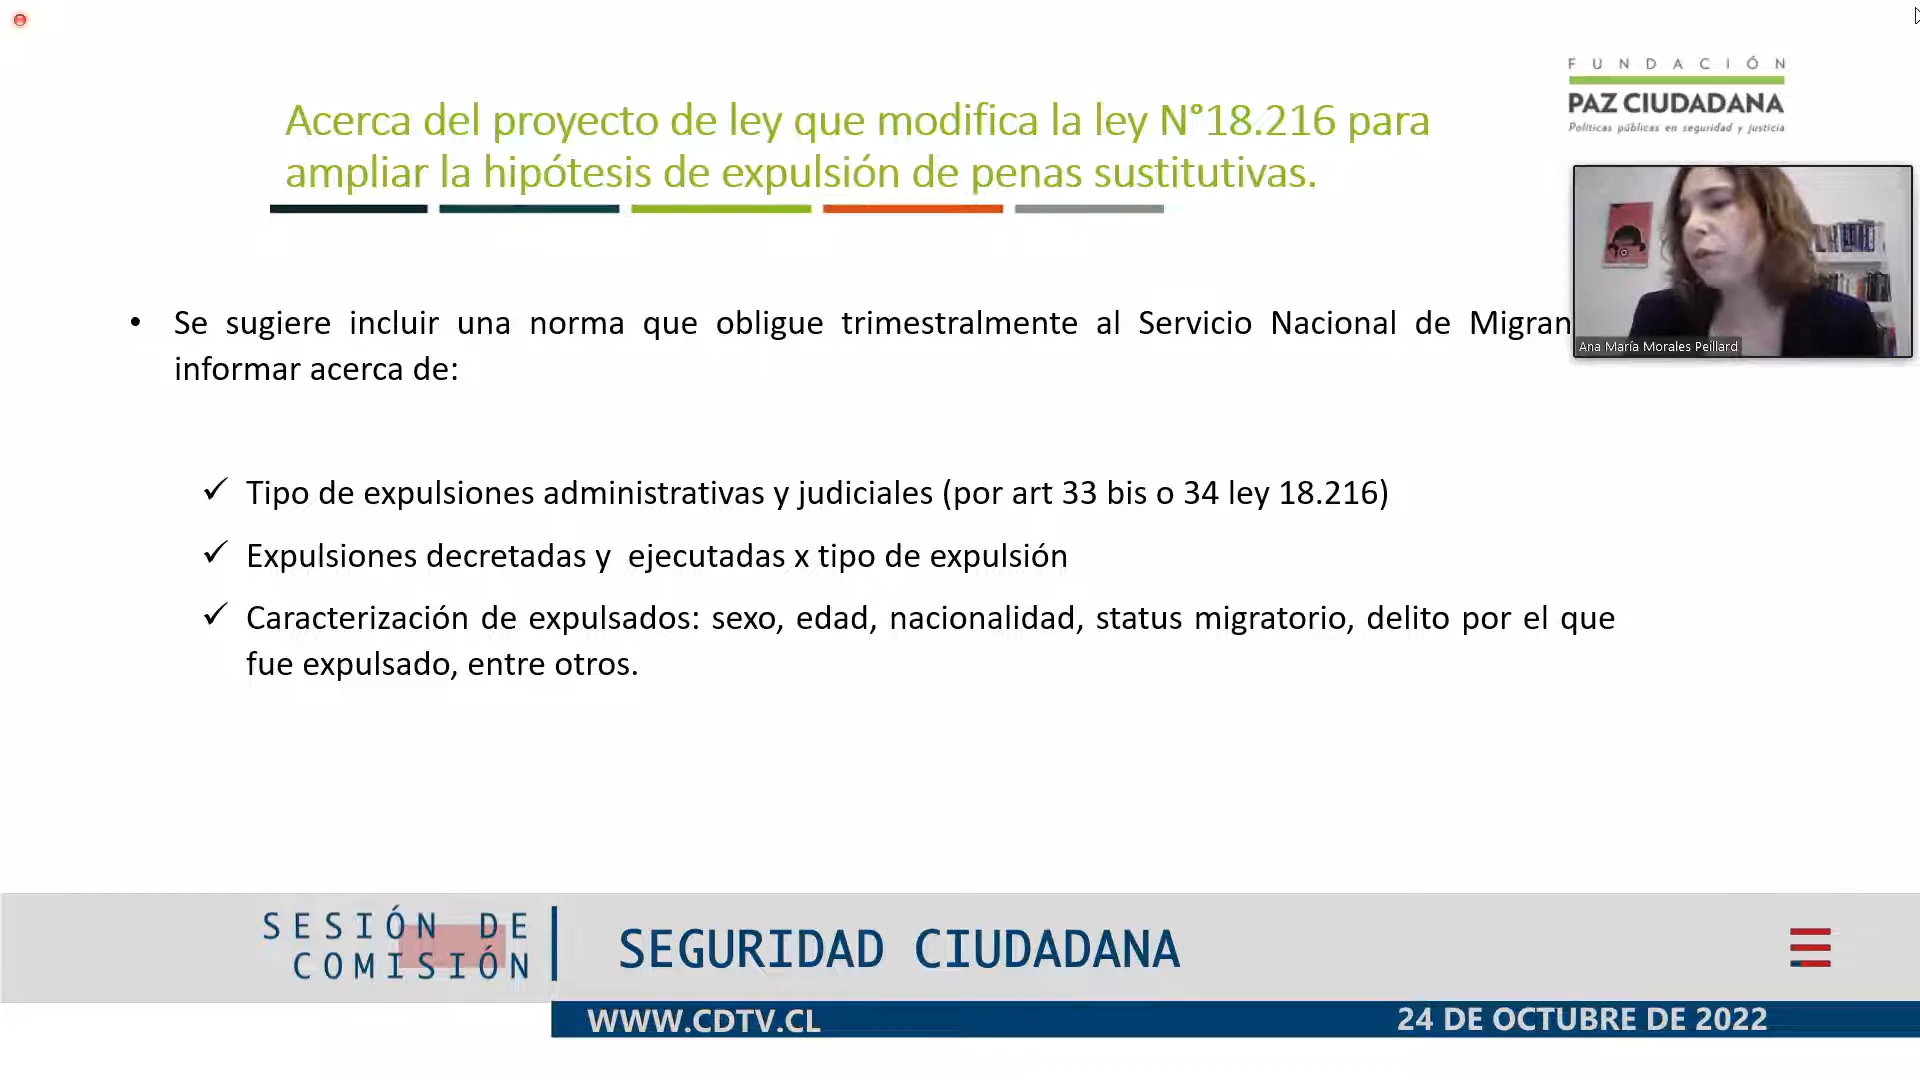 FUNDACIÓN
PAZ CIUDADANA
Políticas públicas en seguridad y justicia
Acerca del proyecto de ley que modifica la ley N°18.216 para
ampliar la hipótesis de expulsión de penas sustitutivas.
Ana María Morales Peillard
• Se sugiere incluir una norma que obligue trimestralmente al Servicio Nacional de
informar acerca de:
✓ Tipo de expulsiones administrativas y judiciales (por art 33 bis o 34 ley 18.216)
✓ Expulsiones decretadas y ejecutadas x tipo de expulsión
✓ Caracterización de expulsados: sexo, edad, nacionalidad, status migratorio, delito por el que
fue expulsado, entre otros.
SESIÓN DE
COMISIÓN
SEGURIDAD CIUDADANA
WWW.CDTV.CL
24 DE OCTUBRE DE 2022